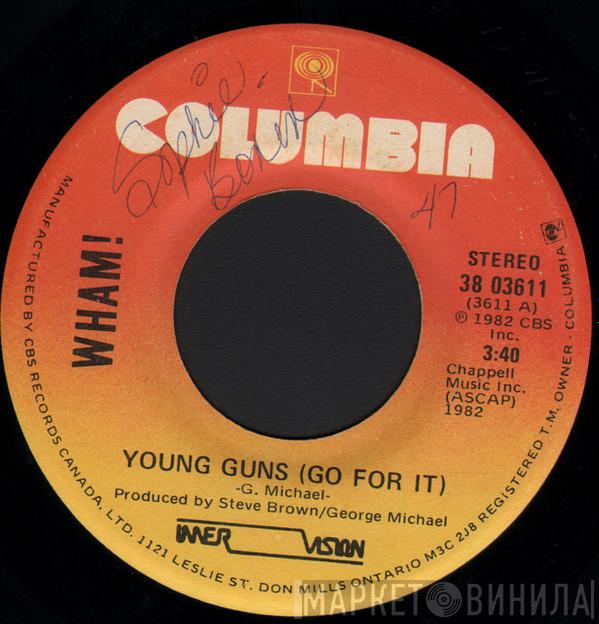 COLUMBIA
Sophie
47
WHAM!
STEREO
38 03611
(3611 A)
℗ 1982 CBS
Inc.
3:40
Chappell
Music Inc.
(ASCAP)
1982
YOUNG GUNS (GO FOR IT)
-G. Michael-
Produced by Steve Brown/George Michael
INNER VISION
MANUFACTURED BY CBS RECORDS CANADA, LTD. 1121 LESLIE ST. DON MILLS ONTARIO M3C 2J8 REGISTERED T.M. OWNER - COLUMBIA
МАРКЕТ ВИНИЛА